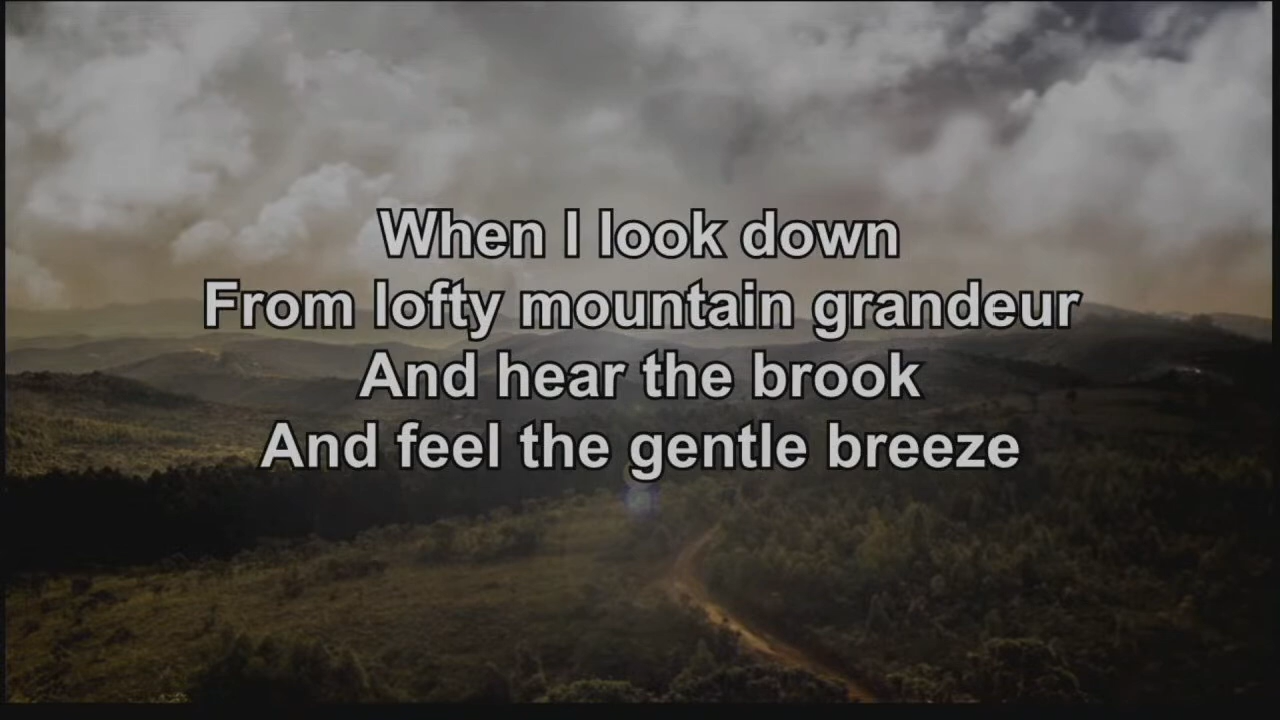 When I look down
From lofty mountain grandeur
And hear the brook
And feel the gentle breeze